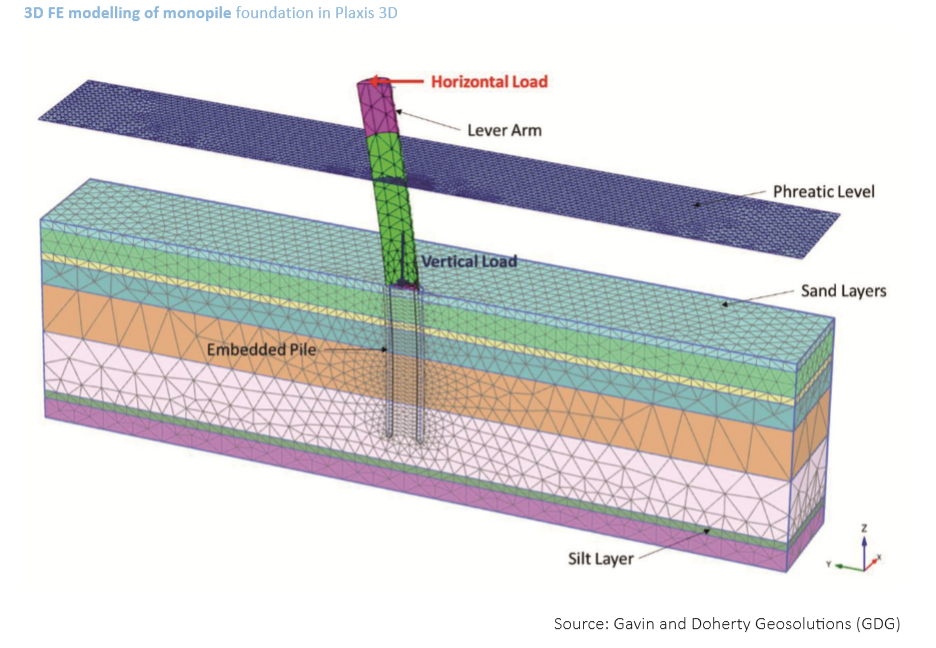 3D FE modelling of monopile foundation in Plaxis 3D
Horizontal Load
Lever Arm
Phreatic Level
Vertical Load
Sand Layers
Embedded Pile
Silt Layer
Z
Y
X
Source: Gavin and Doherty Geosolutions (GDG)